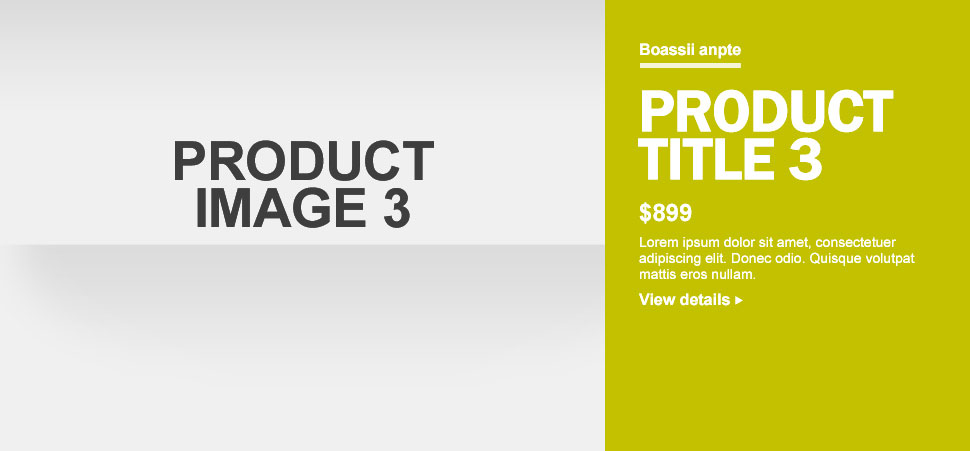 PRODUCT
IMAGE 3
Boassii anpte
PRODUCT
TITLE 3
$899
Lorem ipsum dolor sit amet, consectetuer
adipiscing elit. Donec odio. Quisque volutpat
mattis eros nullam.
View details ▸